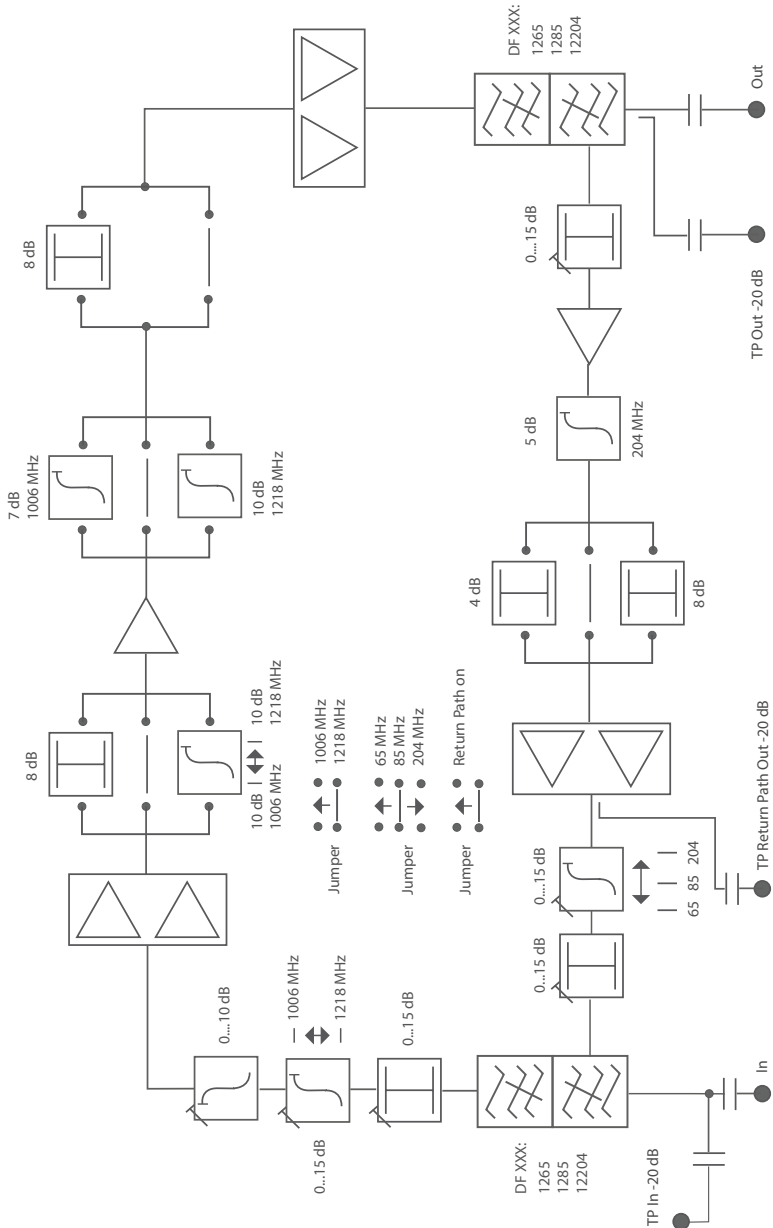 In
TP In -20 dB
DF XXX:
1265
1285
12204
0...15 dB
0...15 dB
1006 MHz
1218 MHz
0....10 dB
8 dB
10 dB
1006 MHz
10 dB
1218 MHz
7 dB
1006 MHz
10 dB
1218 MHz
8 dB
DF XXX:
1265
1285
12204
Out
TP Out -20 dB
0....15 dB
5 dB
204 MHz
4 dB
8 dB
TP Return Path Out -20 dB
0....15 dB
65
85
204
0...15 dB
Jumper
1006 MHz
1218 MHz
Jumper
65 MHz
85 MHz
204 MHz
Jumper
Return Path on